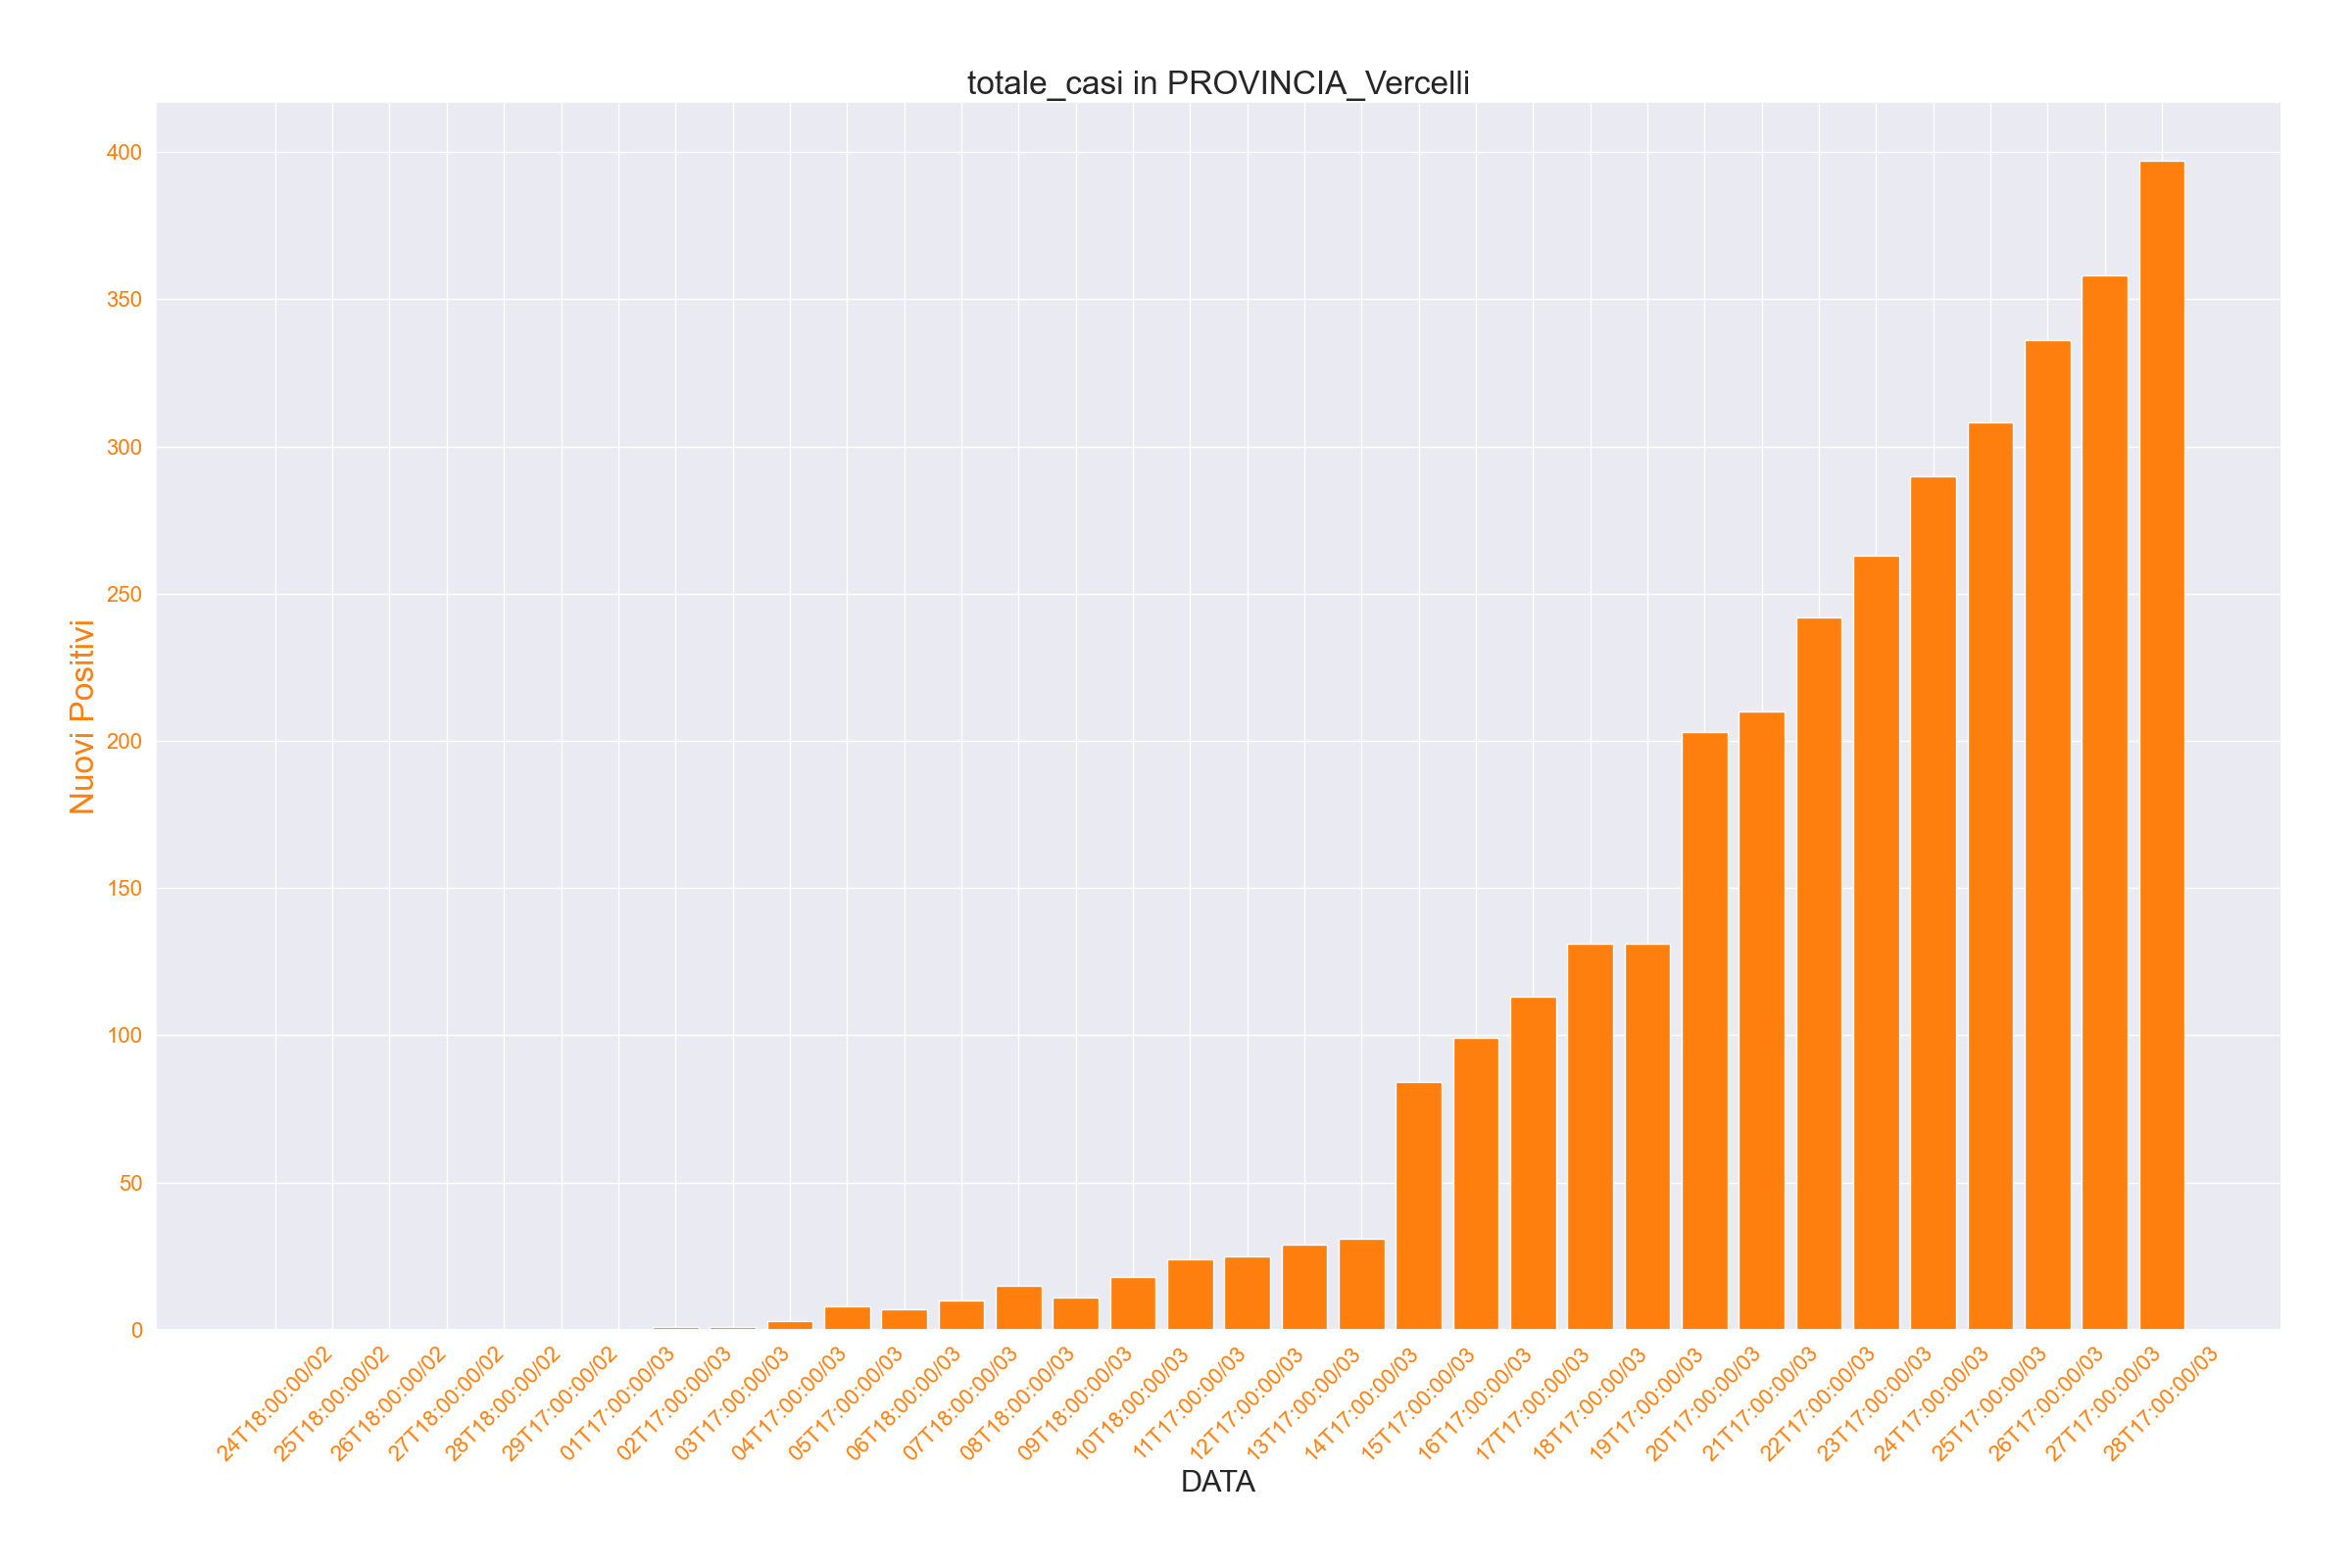 totale_casi in PROVINCIA_Vercelli
400
350
300
250
200
150
100
50
0
Nuovi Positivi
24T18:00:00/02
25T18:00:00/02
26T18:00:00/02
27T18:00:00/02
28T18:00:00/02
29T17:00:00/02
01T17:00:00/03
02T17:00:00/03
03T17:00:00/03
04T17:00:00/03
05T17:00:00/03
06T18:00:00/03
07T18:00:00/03
08T18:00:00/03
09T18:00:00/03
10T18:00:00/03
11T17:00:00/03
12T17:00:00/03
13T17:00:00/03
14T17:00:00/03
15T17:00:00/03
16T17:00:00/03
17T17:00:00/03
18T17:00:00/03
19T17:00:00/03
20T17:00:00/03
21T17:00:00/03
22T17:00:00/03
23T17:00:00/03
24T17:00:00/03
25T17:00:00/03
26T17:00:00/03
27T17:00:00/03
28T17:00:00/03
DATA